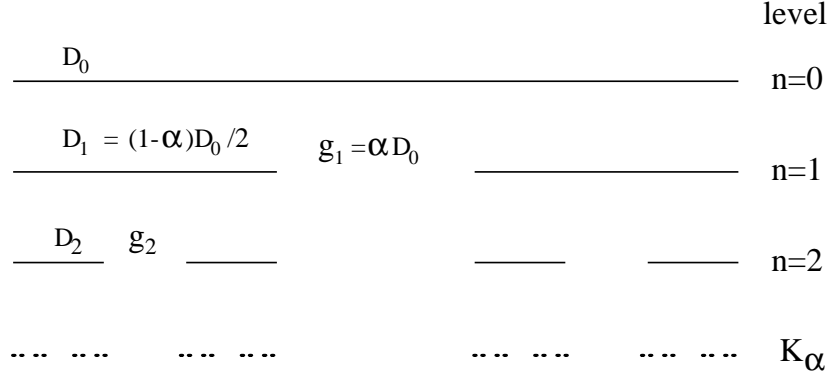 level
D₀ n=0
D₁ = (1-α)D₀/2 g₁=αD₀ n=1
D₂ g₂ n=2
Kα